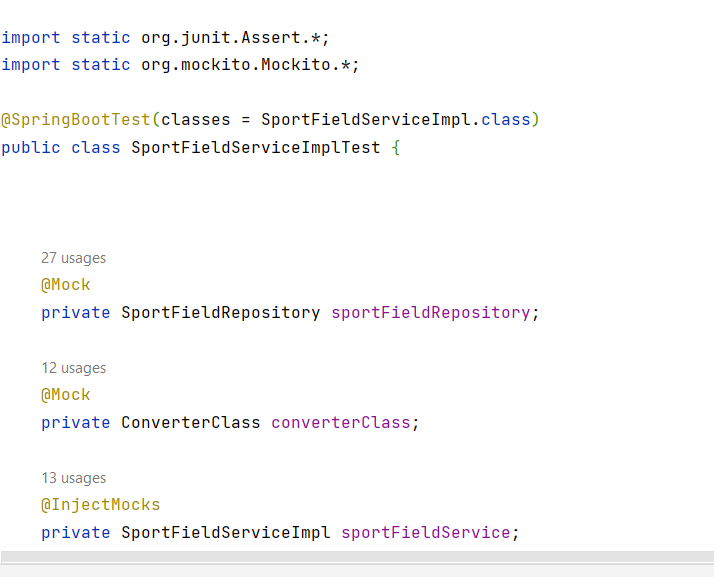 import static org.junit.Assert.*;
import static org.mockito.Mockito.*;
@SpringBootTest(classes = SportFieldServiceImpl.class)
public class SportFieldServiceImplTest {
27 usages
@Mock
private SportFieldRepository sportFieldRepository;
12 usages
@Mock
private ConverterClass converterClass;
13 usages
@InjectMocks
private SportFieldServiceImpl sportFieldService;